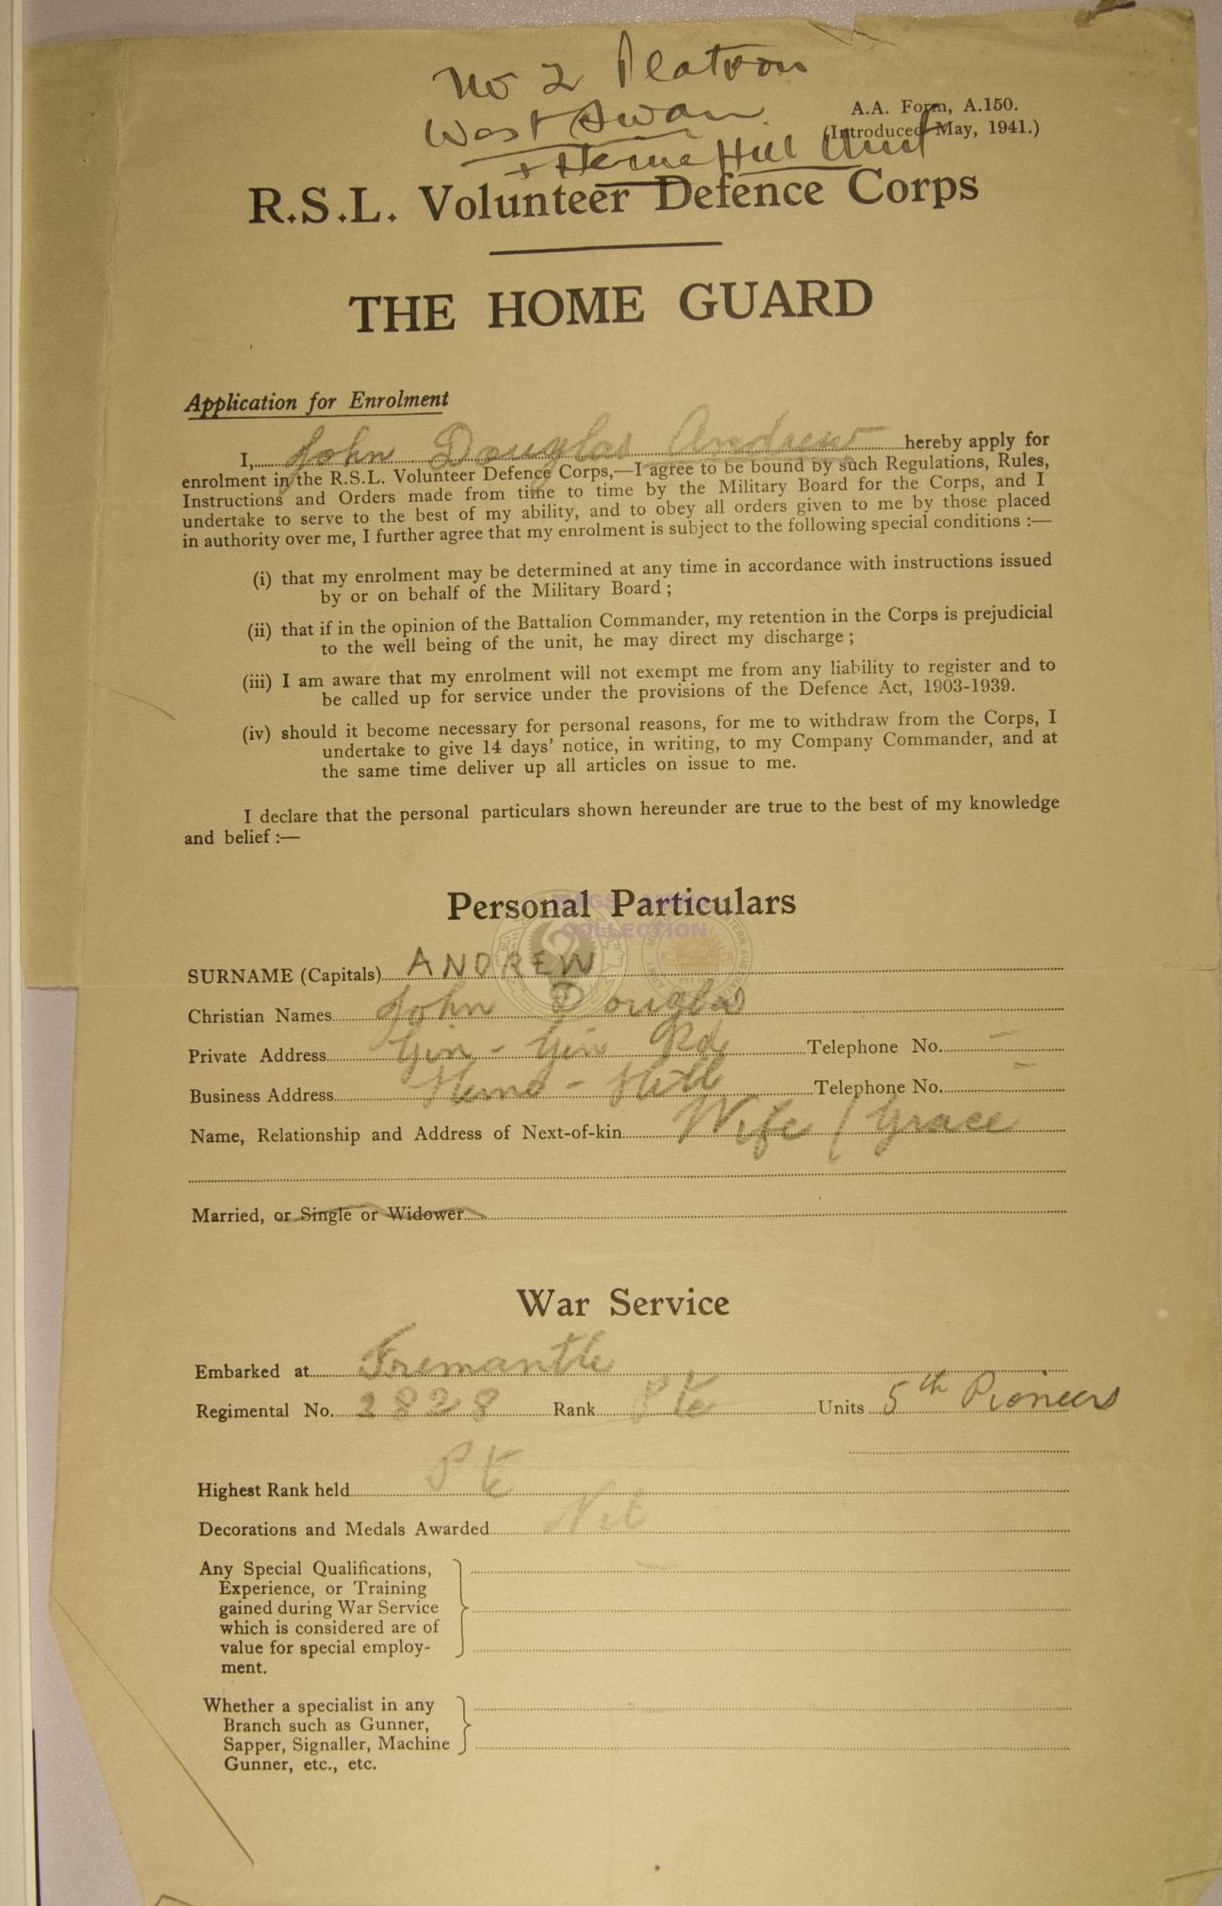 No 2 Platoon
West Swan
+ Herne Hill Unit
A.A. Form, A.150.
(Introduced May, 1941.)
R.S.L. Volunteer Defence Corps
THE HOME GUARD
Application for Enrolment
I, John Douglas Andrew hereby apply for
enrolment in the R.S.L. Volunteer Defence Corps,—I agree to be bound by such Regulations, Rules,
Instructions and Orders made from time to time by the Military Board for the Corps, and I
undertake to serve to the best of my ability, and to obey all orders given to me by those placed
in authority over me, I further agree that my enrolment is subject to the following special conditions :—
(i) that my enrolment may be determined at any time in accordance with instructions issued
by or on behalf of the Military Board ;
(ii) that if in the opinion of the Battalion Commander, my retention in the Corps is prejudicial
to the well being of the unit, he may direct my discharge ;
(iii) I am aware that my enrolment will not exempt me from any liability to register and to
be called up for service under the provisions of the Defence Act, 1903-1939.
(iv) should it become necessary for personal reasons, for me to withdraw from the Corps, I
undertake to give 14 days' notice, in writing, to my Company Commander, and at
the same time deliver up all articles on issue to me.
I declare that the personal particulars shown hereunder are true to the best of my knowledge
and belief :—
Personal Particulars
COLLECTION
SURNAME (Capitals) ANDREW
Christian Names John Douglas
Private Address Gin - Gin Rd Telephone No. -
Business Address Herne - Hill Telephone No. -
Name, Relationship and Address of Next-of-kin Wife / Grace
Married, or Single or Widower
War Service
Embarked at Fremantle
Regimental No. 2828 Rank Pte Units 5th Pioneers
Highest Rank held Pte
Decorations and Medals Awarded Nil
Any Special Qualifications,
Experience, or Training
gained during War Service
which is considered are of
value for special employ-
ment.
Whether a specialist in any
Branch such as Gunner,
Sapper, Signaller, Machine
Gunner, etc., etc.